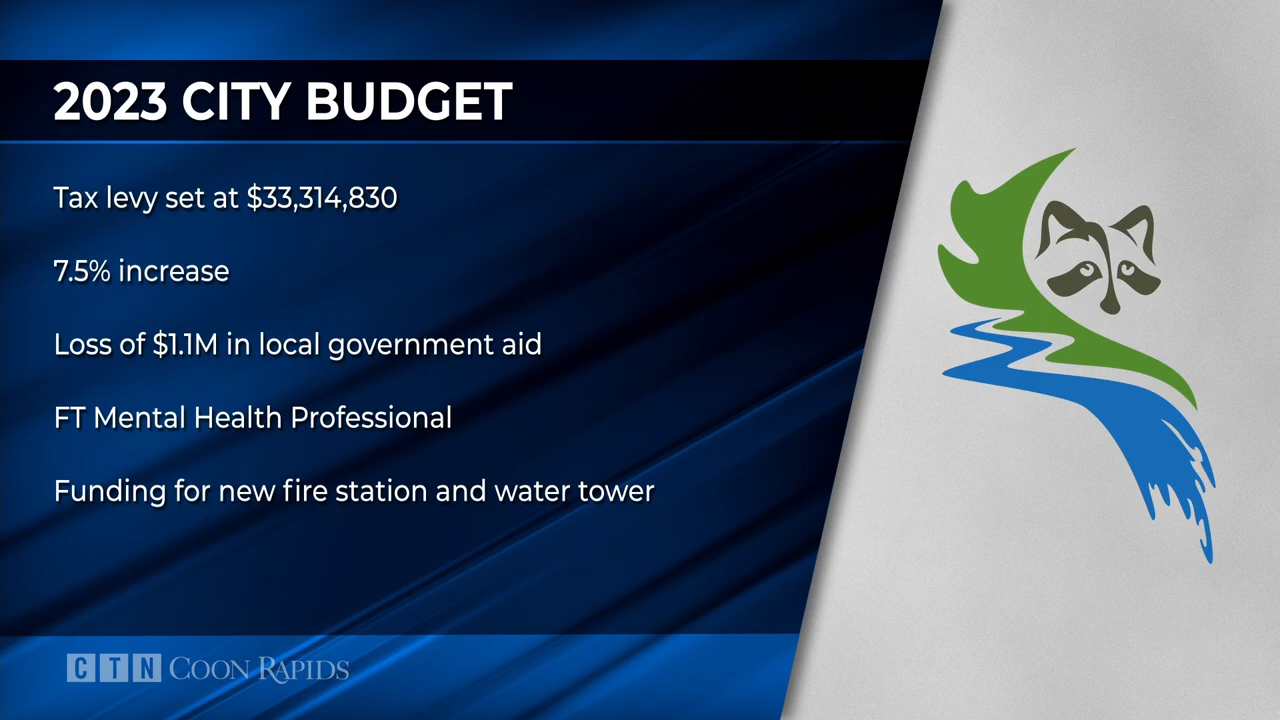 2023 CITY BUDGET
Tax levy set at $33,314,830
7.5% increase
Loss of $1.1M in local government aid
FT Mental Health Professional
Funding for new fire station and water tower
CTN COON RAPIDS